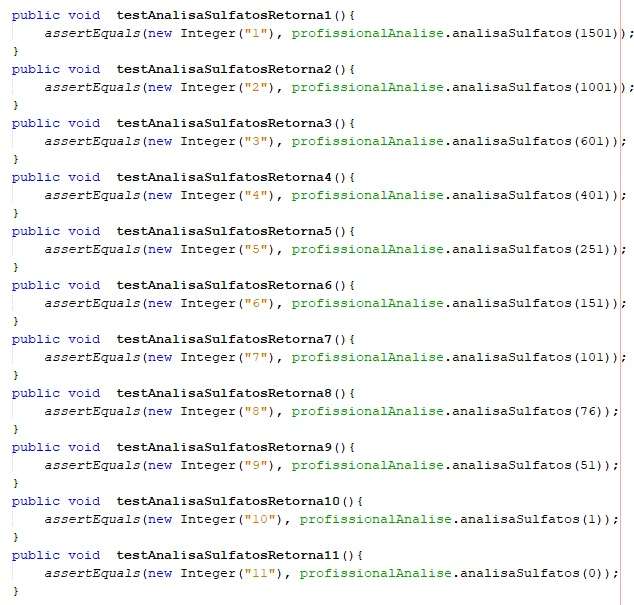 public void  testAnalisaSulfatosRetorna1(){
    assertEquals(new Integer("1"), profissionalAnalise.analisaSulfatos(1501));
}
public void  testAnalisaSulfatosRetorna2(){
    assertEquals(new Integer("2"), profissionalAnalise.analisaSulfatos(1001));
}
public void  testAnalisaSulfatosRetorna3(){
    assertEquals(new Integer("3"), profissionalAnalise.analisaSulfatos(601));
}
public void  testAnalisaSulfatosRetorna4(){
    assertEquals(new Integer("4"), profissionalAnalise.analisaSulfatos(401));
}
public void  testAnalisaSulfatosRetorna5(){
    assertEquals(new Integer("5"), profissionalAnalise.analisaSulfatos(251));
}
public void  testAnalisaSulfatosRetorna6(){
    assertEquals(new Integer("6"), profissionalAnalise.analisaSulfatos(151));
}
public void  testAnalisaSulfatosRetorna7(){
    assertEquals(new Integer("7"), profissionalAnalise.analisaSulfatos(101));
}
public void  testAnalisaSulfatosRetorna8(){
    assertEquals(new Integer("8"), profissionalAnalise.analisaSulfatos(76));
}
public void  testAnalisaSulfatosRetorna9(){
    assertEquals(new Integer("9"), profissionalAnalise.analisaSulfatos(51));
}
public void  testAnalisaSulfatosRetorna10(){
    assertEquals(new Integer("10"), profissionalAnalise.analisaSulfatos(1));
}
public void  testAnalisaSulfatosRetorna11(){
    assertEquals(new Integer("11"), profissionalAnalise.analisaSulfatos(0));
}